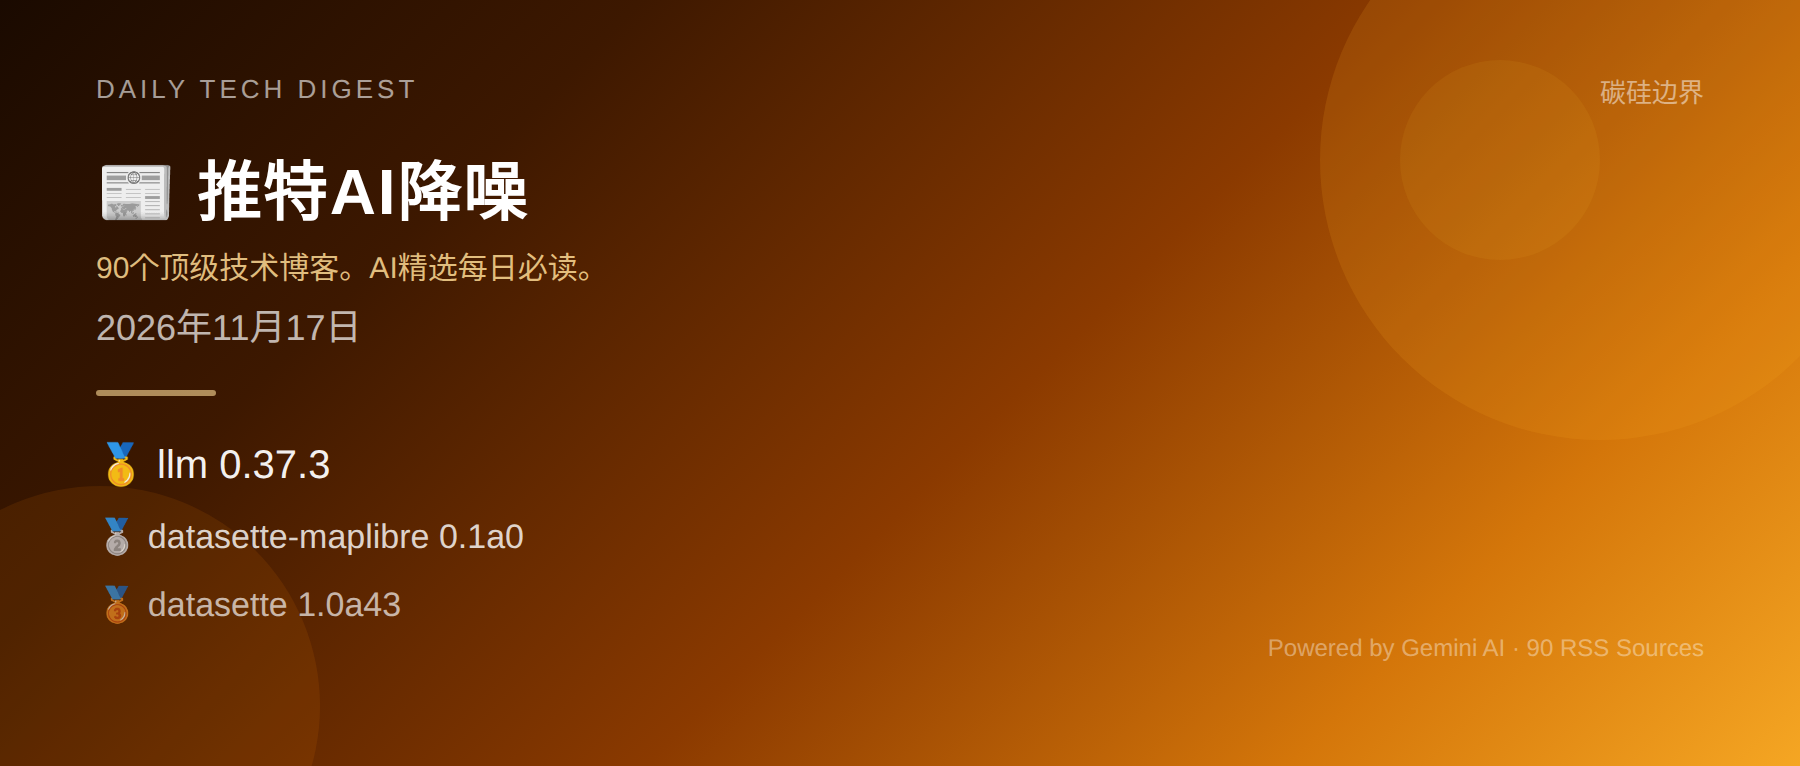 DAILY TECH DIGEST
碳硅边界
📰 推特AI降噪
90个顶级技术博客。AI精选每日必读。
2026年11月17日
🥇 llm 0.37.3
🥈 datasette-maplibre 0.1a0
🥉 datasette 1.0a43
Powered by Gemini AI · 90 RSS Sources